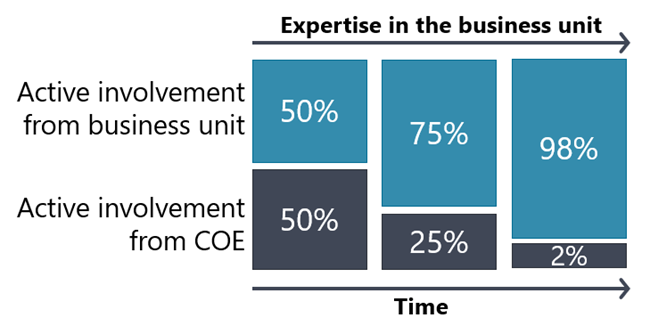 Expertise in the business unit
Active involvement
from business unit
50%
75%
98%
Active involvement
from COE
50%
25%
2%
Time